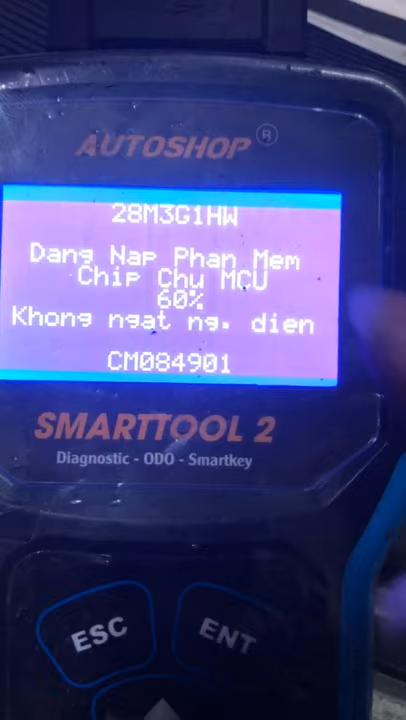 AUTOSHOP ®
28M3G1HW
Dang Nap Phan Mem
Chip Chu MCU
60%
Khong ngat ng. dien
CM084901
SMARTTOOL 2
Diagnostic - ODO - Smartkey
ESC
ENT